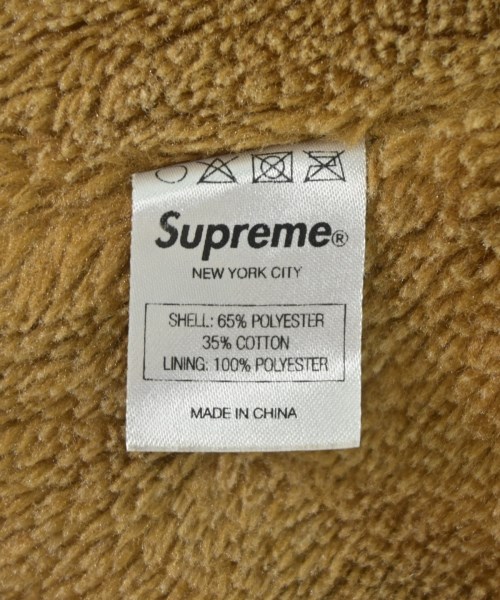 Supreme®
NEW YORK CITY
SHELL: 65% POLYESTER
35% COTTON
LINING: 100% POLYESTER
MADE IN CHINA